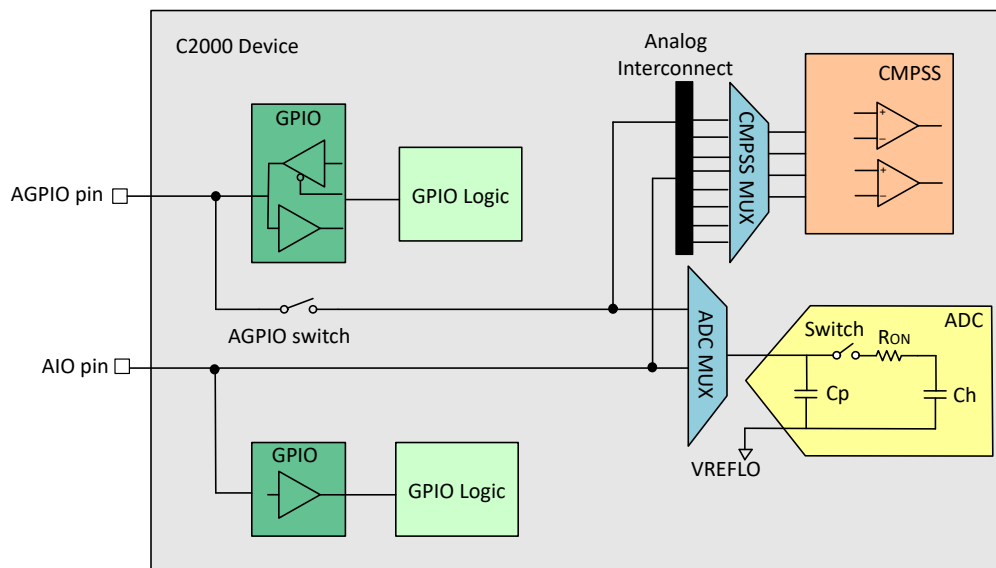 C2000 Device
Analog
Interconnect
CMPSS
GPIO
CMPSS MUX
+
-
AGPIO pin
GPIO Logic
+
-
AGPIO switch
ADC MUX
ADC
Switch
RON
AIO pin
Cp
Ch
GPIO
VREFLO
GPIO Logic